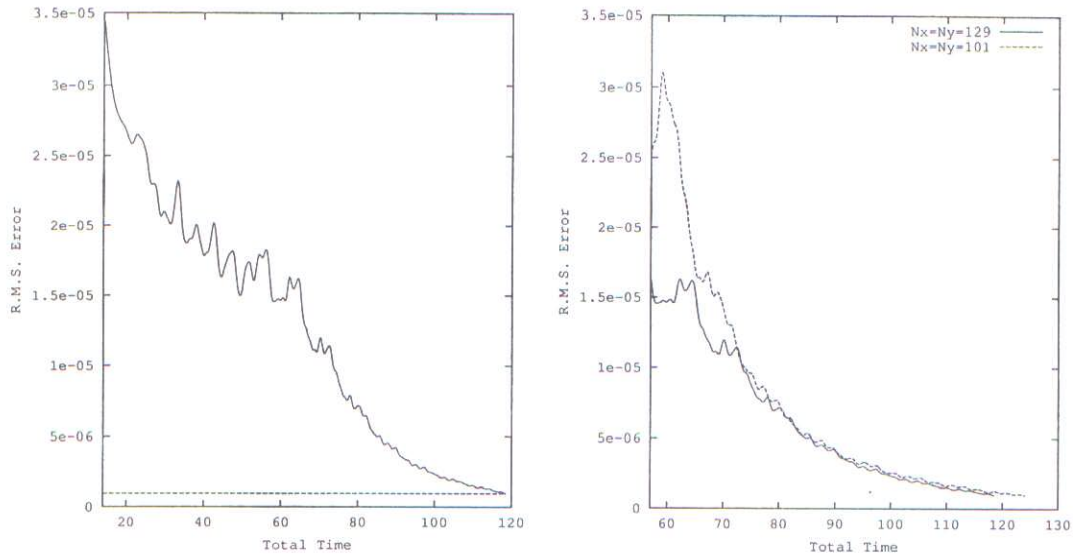 3.5e-05
3e-05
2.5e-05
2e-05
1.5e-05
1e-05
5e-06
0
R.M.S. Error
20
40
60
80
100
120
Total Time
3.5e-05
3e-05
2.5e-05
2e-05
1.5e-05
1e-05
5e-06
0
R.M.S. Error
Nx=Ny=129
Nx=Ny=101
60
70
80
90
100
110
120
130
Total Time